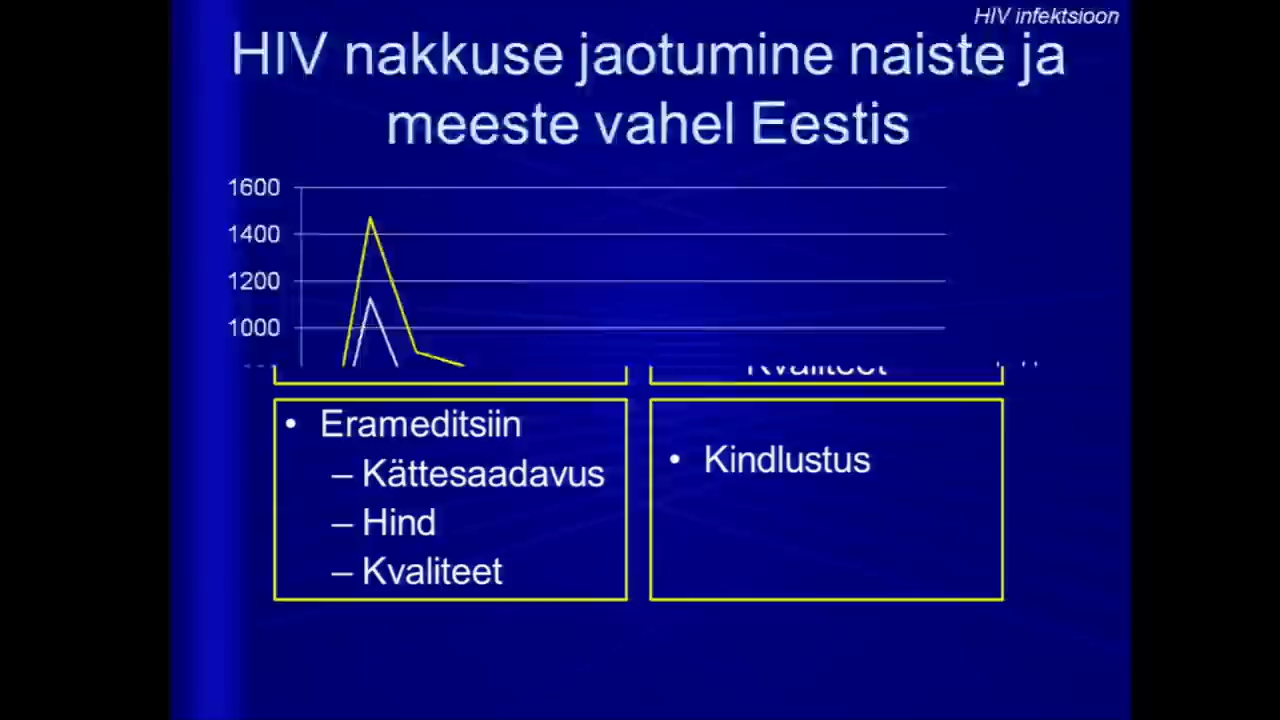 HIV infektsioon
HIV nakkuse jaotumine naiste ja
meeste vahel Eestis
1600
1400
1200
1000
Kvaliteet
• Erameditsiin
– Kättesaadavus
– Hind
– Kvaliteet
• Kindlustus